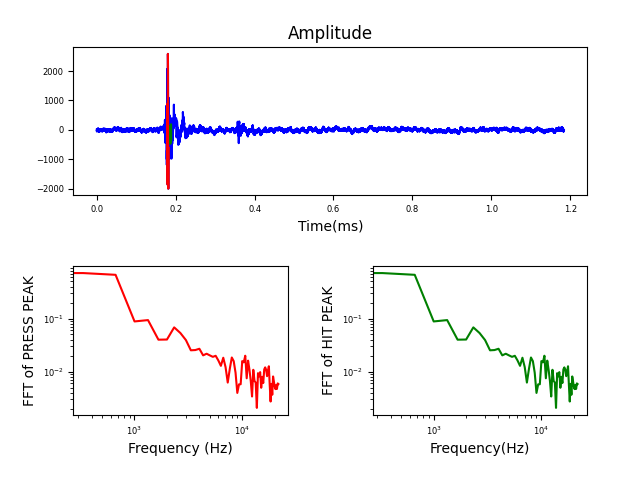 Amplitude
2000
1000
0
−1000
−2000
0.0 0.2 0.4 0.6 0.8 1.0 1.2
Time(ms)
FFT of PRESS PEAK
10⁻¹
10⁻²
10³ 10⁴
Frequency (Hz)
FFT of HIT PEAK
10⁻¹
10⁻²
10³ 10⁴
Frequency(Hz)